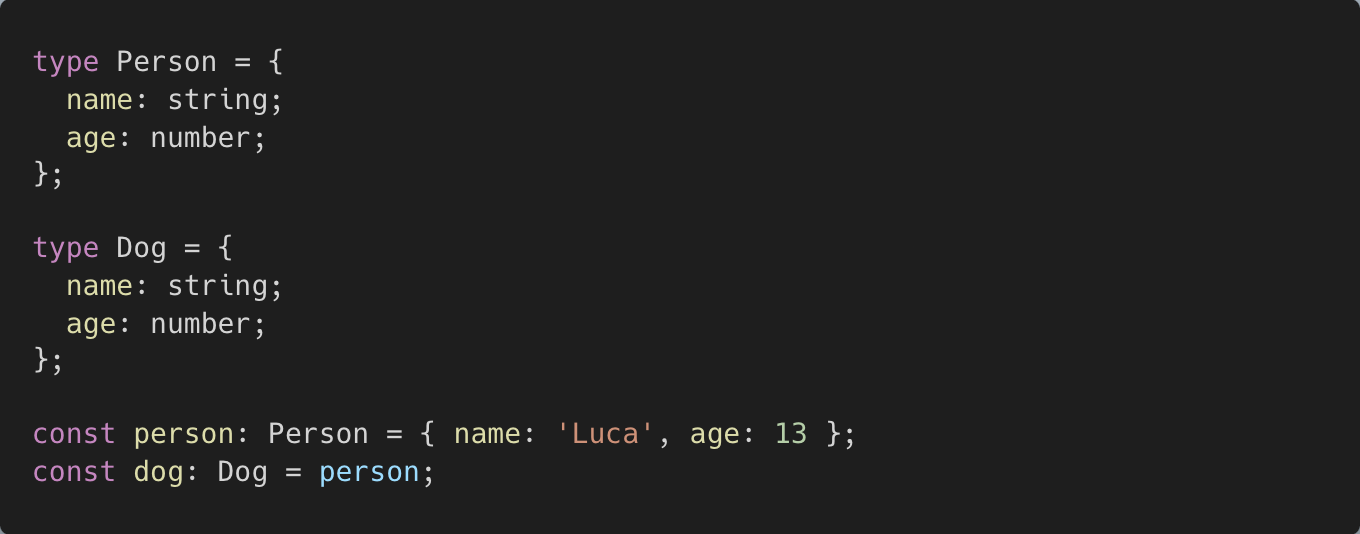 type Person = {
  name: string;
  age: number;
};

type Dog = {
  name: string;
  age: number;
};

const person: Person = { name: 'Luca', age: 13 };
const dog: Dog = person;